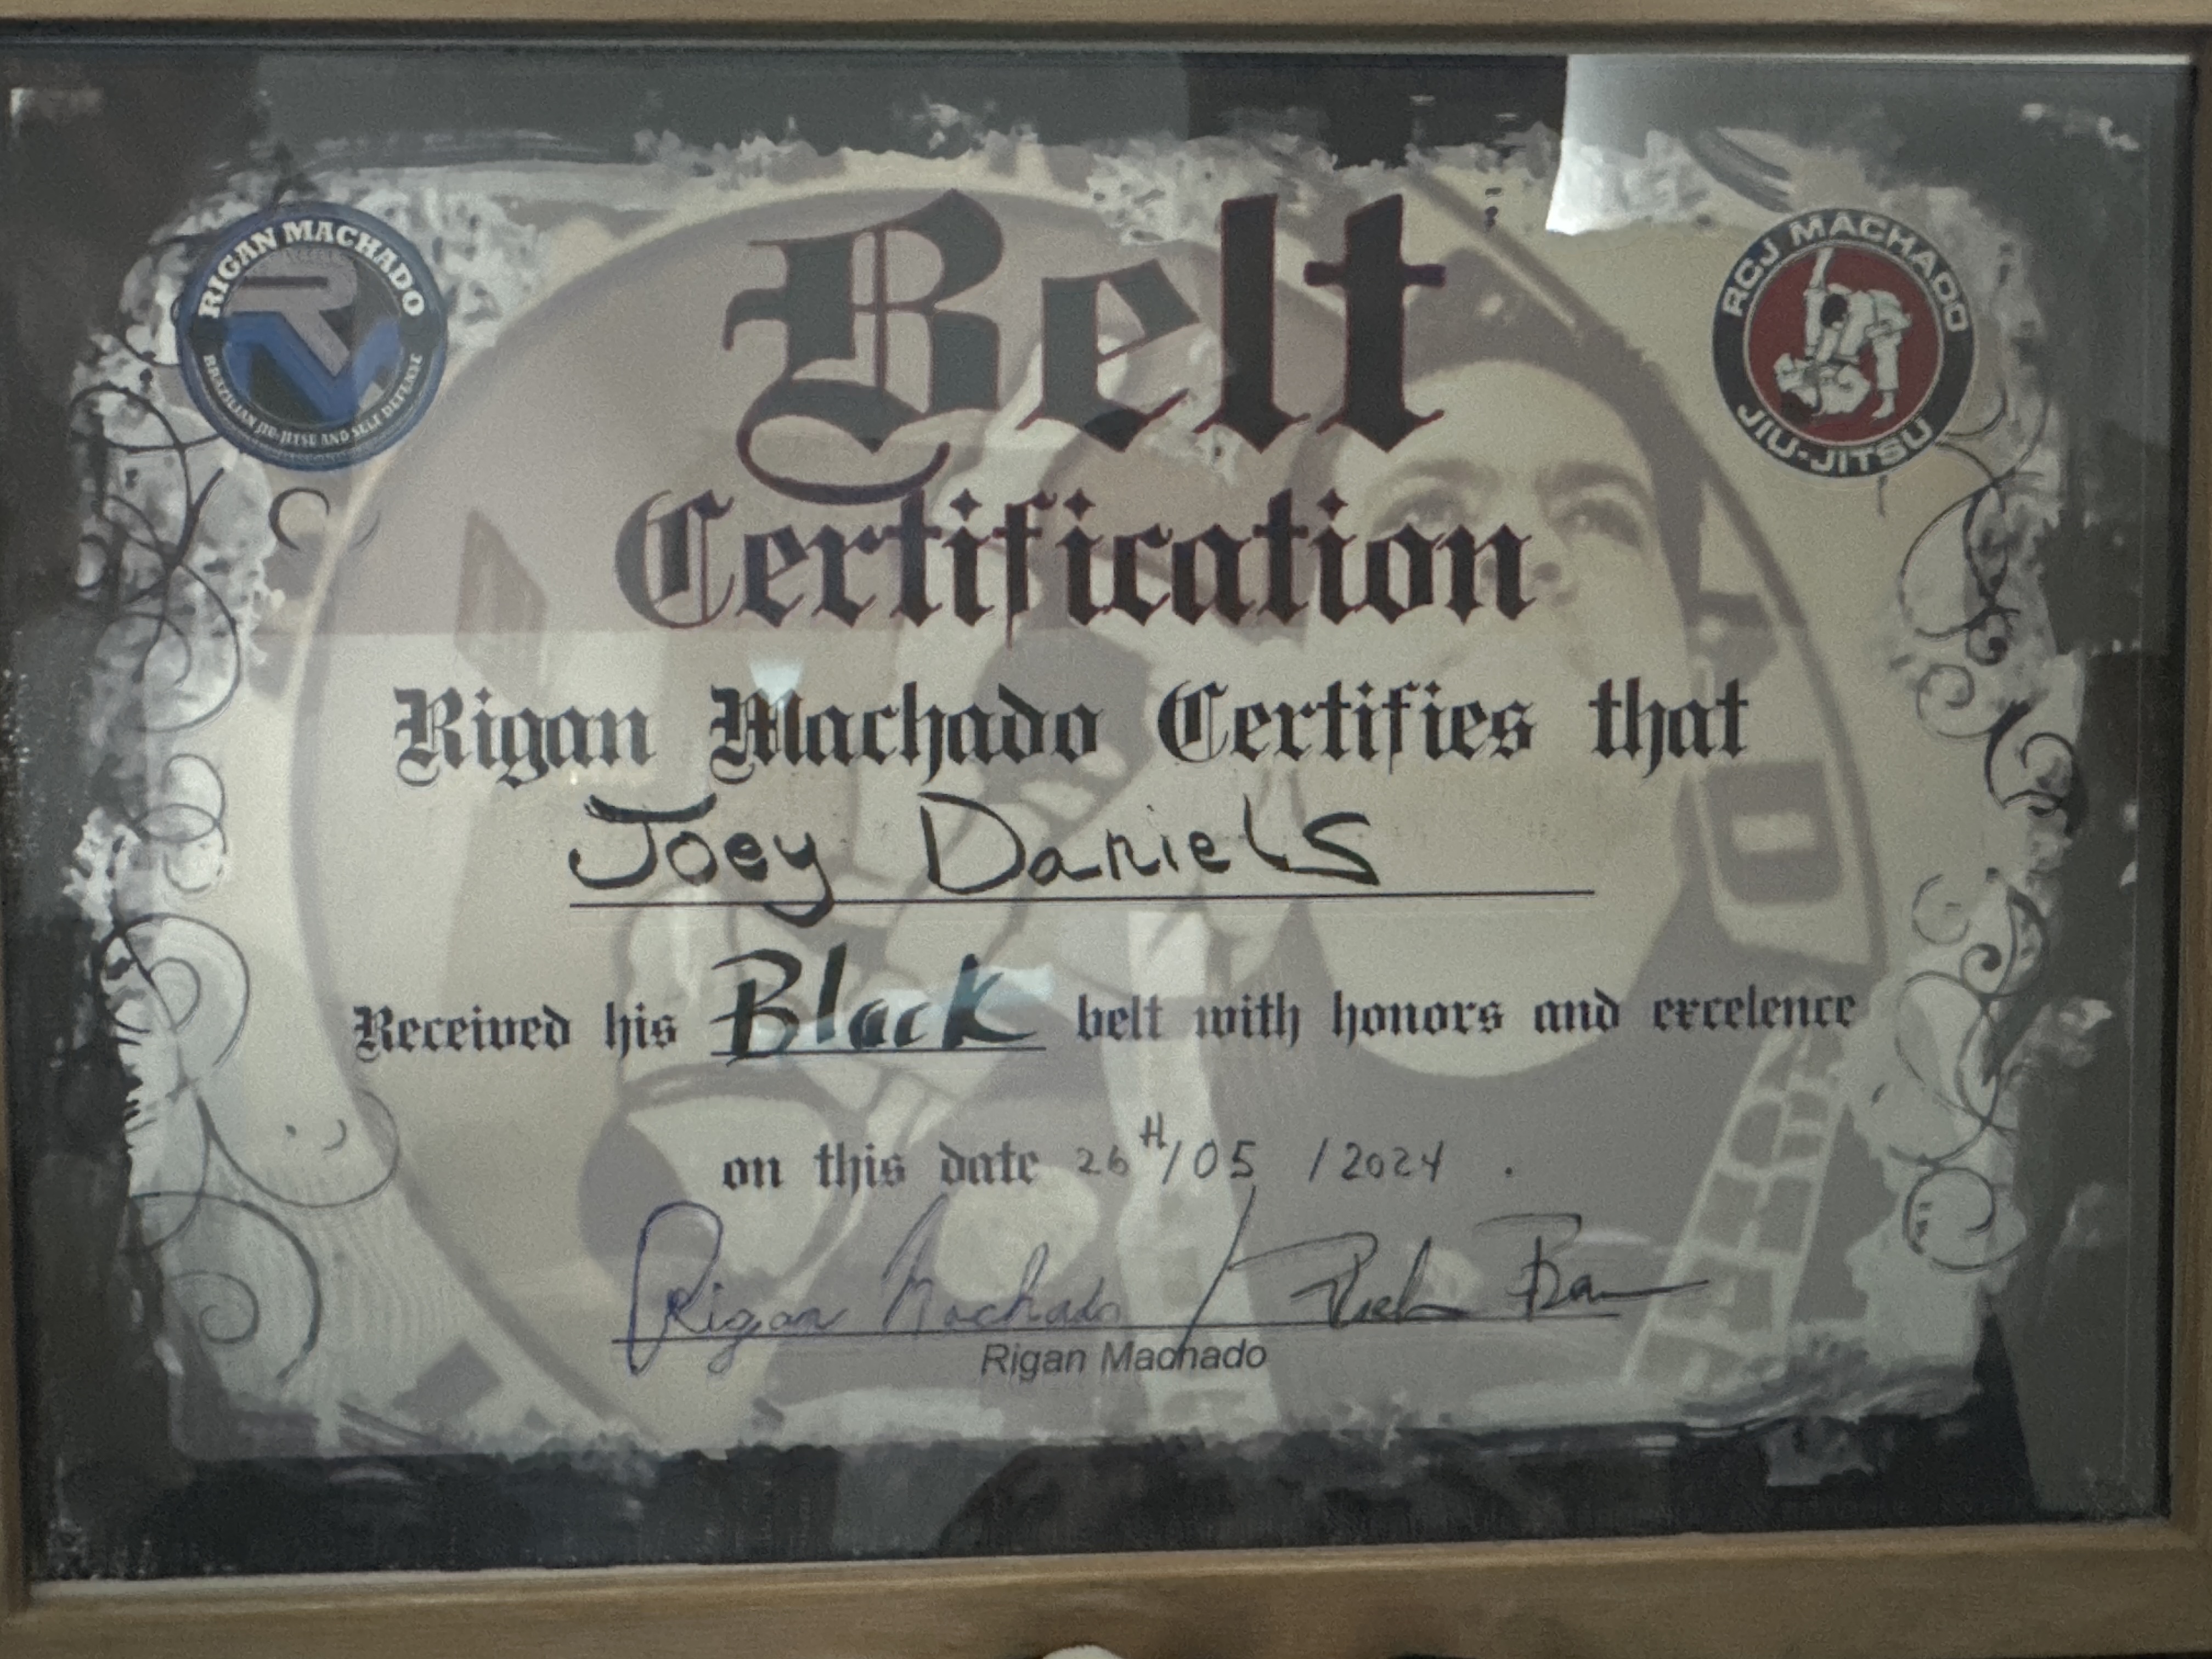 RIGAN MACHADO
BRAZILIAN JIU-JITSU AND SELF DEFENSE
RCJ MACHADO
JIU-JITSU
Belt
Certification
Rigan Machado Certifies that
Joey Daniels
Received his Black belt with honors and excelence
on this date 26th/05/2024.
Rigan Machado /
Rigan Machado